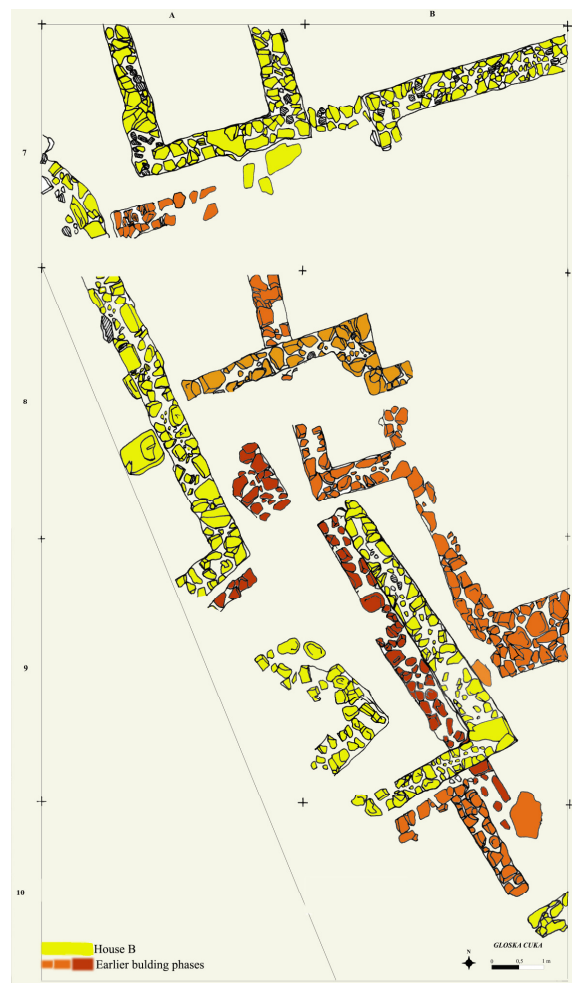 A B
7
8
9
10
House B
Earlier bulding phases
GLOSKA CUKA
N
0 0,5 1 m